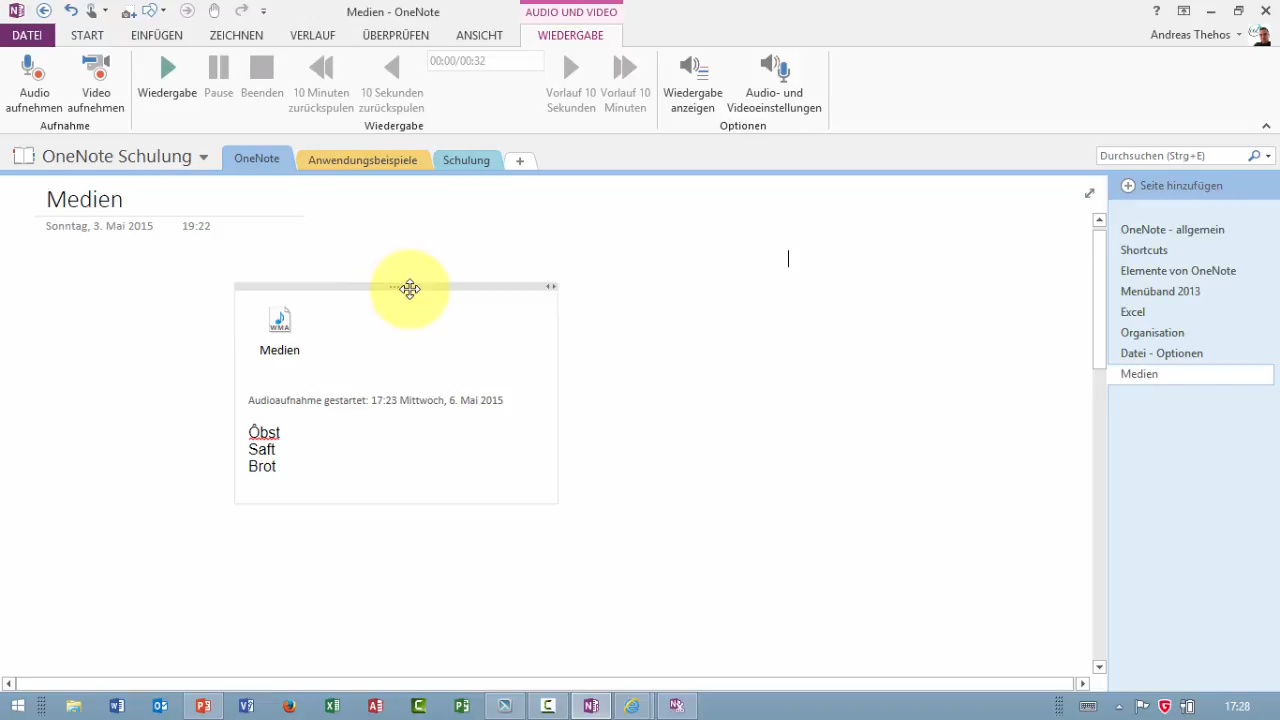 Medien - OneNote
AUDIO UND VIDEO
?
DATEI
START
EINFÜGEN
ZEICHNEN
VERLAUF
ÜBERPRÜFEN
ANSICHT
WIEDERGABE
Andreas Thehos
Audio aufnehmen
Video aufnehmen
Aufnahme
Wiedergabe
Pause
Beenden
10 Minuten zurückspulen
10 Sekunden zurückspulen
00:00/00:32
Vorlauf 10 Sekunden
Vorlauf 10 Minuten
Wiedergabe
Wiedergabe anzeigen
Audio- und Videoeinstellungen
Optionen
OneNote Schulung
OneNote
Anwendungsbeispiele
Schulung
+
Durchsuchen (Strg+E)
Medien
Sonntag, 3. Mai 2015 19:22
WMA
Medien
Audioaufnahme gestartet: 17:23 Mittwoch, 6. Mai 2015
Ôbst
Saft
Brot
Seite hinzufügen
OneNote - allgemein
Shortcuts
Elemente von OneNote
Menüband 2013
Excel
Organisation
Datei - Optionen
Medien
17:28